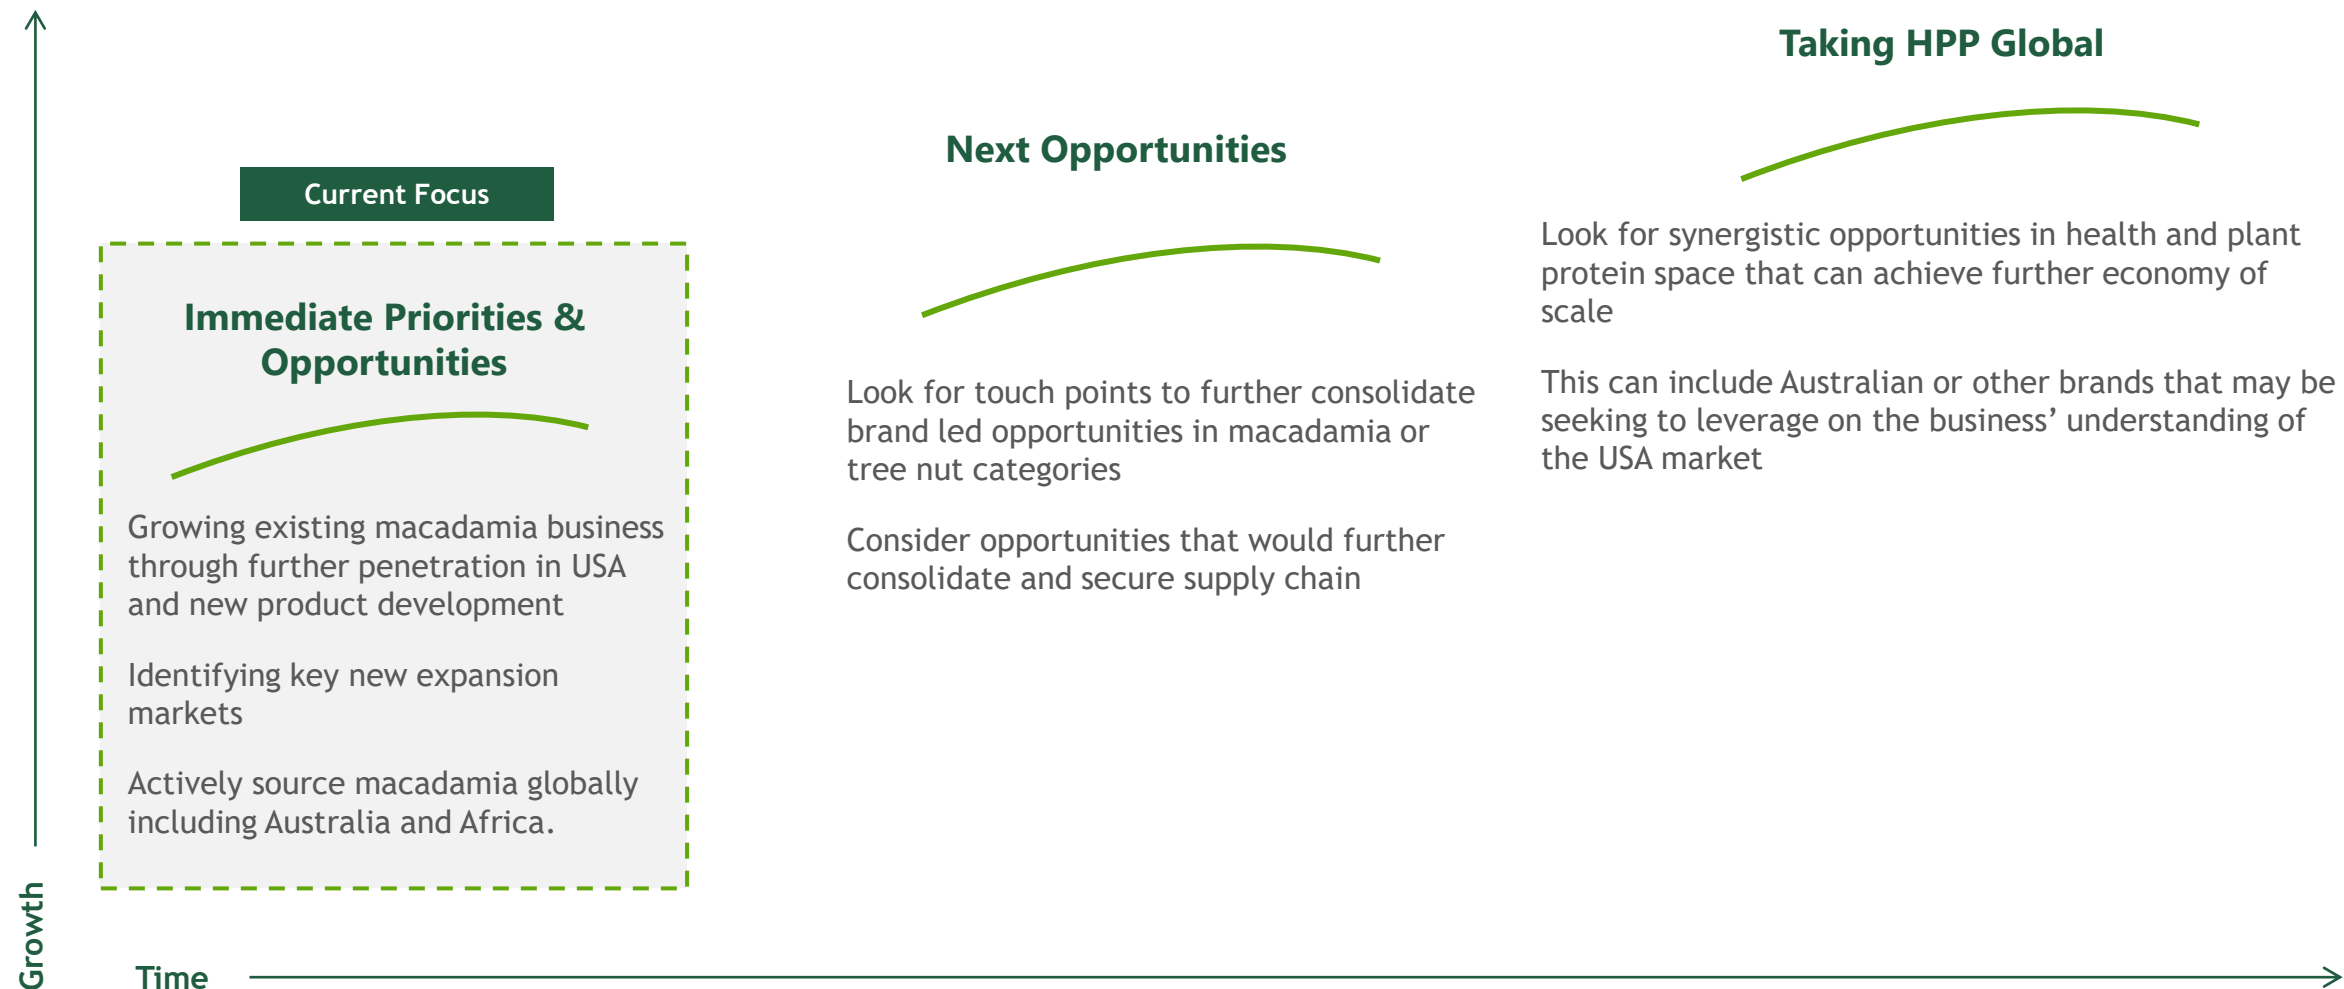 Taking HPP Global
Next Opportunities
Current Focus
Immediate Priorities &
Opportunities
Growing existing macadamia business
through further penetration in USA
and new product development
Identifying key new expansion
markets
Actively source macadamia globally
including Australia and Africa.
Look for touch points to further consolidate
brand led opportunities in macadamia or
tree nut categories
Consider opportunities that would further
consolidate and secure supply chain
Look for synergistic opportunities in health and plant
protein space that can achieve further economy of
scale
This can include Australian or other brands that may be
seeking to leverage on the business’ understanding of
the USA market
Growth
Time